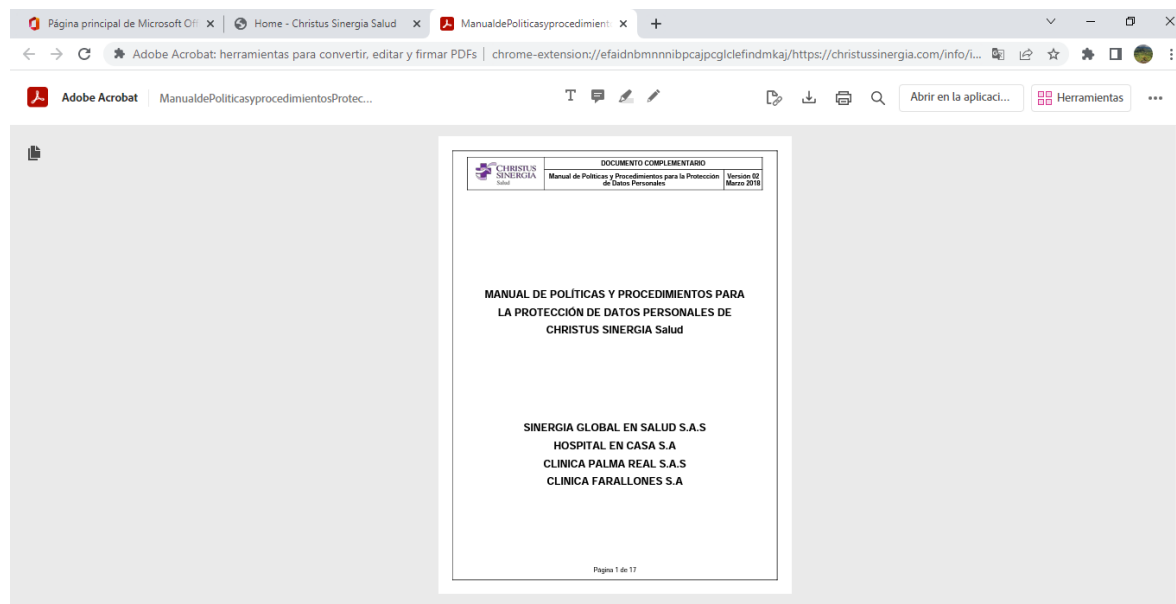 Página principal de Microsoft Off
Home - Christus Sinergia Salud
ManualdePoliticasyprocedimient
Adobe Acrobat: herramientas para convertir, editar y firmar PDFs
chrome-extension://efaidnbmnnnibpcajpcglclefindmkaj/https://christussinergia.com/info/i...
Adobe Acrobat
ManualdePoliticasyprocedimientosProtec...
Abrir en la aplicaci...
Herramientas
CHRISTUS
SINERGIA
Salud
DOCUMENTO COMPLEMENTARIO
Manual de Políticas y Procedimientos para la Protección
de Datos Personales
Versión 02
Marzo 2018
MANUAL DE POLÍTICAS Y PROCEDIMIENTOS PARA
LA PROTECCIÓN DE DATOS PERSONALES DE
CHRISTUS SINERGIA Salud
SINERGIA GLOBAL EN SALUD S.A.S
HOSPITAL EN CASA S.A
CLINICA PALMA REAL S.A.S
CLINICA FARALLONES S.A
Página 1 de 17